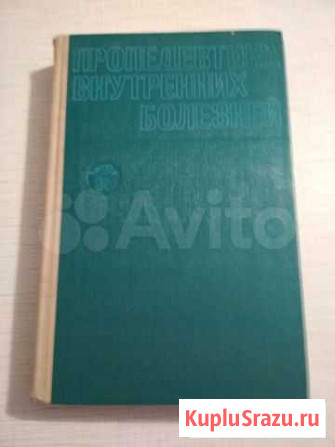 ПРОПЕДЕВТИКА
ВНУТРЕННИХ
БОЛЕЗНЕЙ
Avito
KupluSrazu.ru